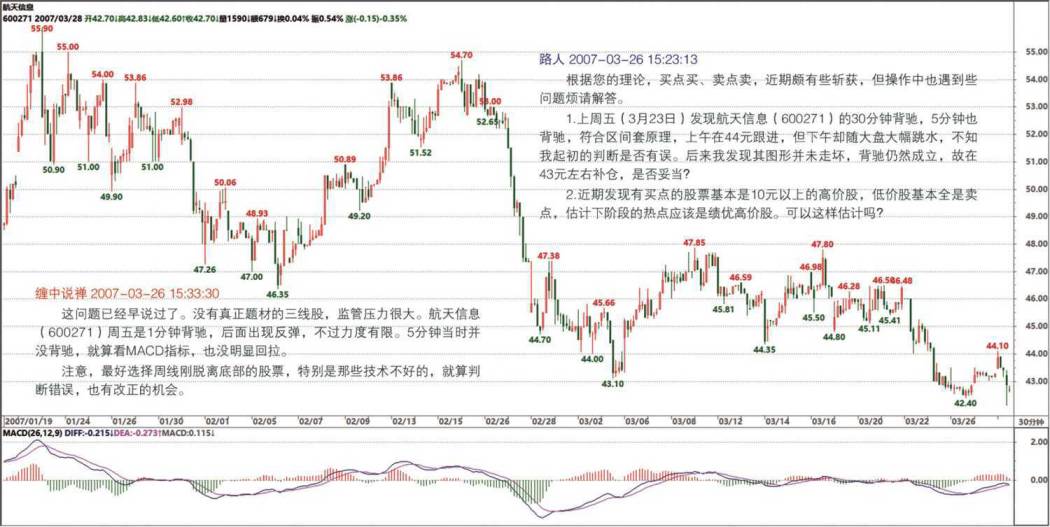 航天信息
600271 2007/03/28 开42.70↓高42.83↓低42.60↑收42.70↓量1590↓额679↓换0.04% 振0.54% 涨(-0.15)-0.35%
55.90
55.00
54.00
53.86
52.98
50.90
51.00
49.90
51.00
50.06
48.93
47.26
47.00
46.35
50.89
49.20
53.86
51.52
54.70
53.00
52.65
路人 2007-03-26 15:23:13
根据您的理论，买点买、卖点卖，近期颇有些斩获，但操作中也遇到些
问题烦请解答。
1.上周五（3月23日）发现航天信息（600271）的30分钟背驰，5分钟也
背驰，符合区间套原理，上午在44元跟进，但下午却随大盘大幅跳水，不知
我起初的判断是否有误。后来我发现其图形并未走坏，背驰仍然成立，故在
43元左右补仓，是否妥当？
2.近期发现有买点的股票基本是10元以上的高价股，低价股基本全是卖
点，估计下阶段的热点应该是绩优高价股。可以这样估计吗？
缠中说禅 2007-03-26 15:33:30
这问题已经早说过了。没有真正题材的三线股，监管压力很大。航天信息
（600271）周五是1分钟背驰，后面出现反弹，不过力度有限。5分钟当时并
没背驰，就算看MACD指标，也没明显回拉。
注意，最好选择周线刚脱离底部的股票，特别是那些技术不好的，就算判
断错误，也有改正的机会。
47.38
44.70
45.66
44.00
43.10
47.85
46.59
45.81
44.35
46.98
47.80
45.50
44.80
46.28
45.11
46.50
46.48
45.41
42.40
44.10
55.00
54.00
53.00
52.00
51.00
50.00
49.00
48.00
47.00
46.00
45.00
44.00
43.00
2007/01/19 01/24 01/26 01/30 02/01 02/05 02/07 02/09 02/13 02/15 02/26 02/28 03/02 03/06 03/08 03/12 03/14 03/16 03/20 03/22 03/26 30分钟
MACD(26,12,9) DIFF:-0.215↓DEA:-0.273↑MACD:0.115↓
2.00
0.00